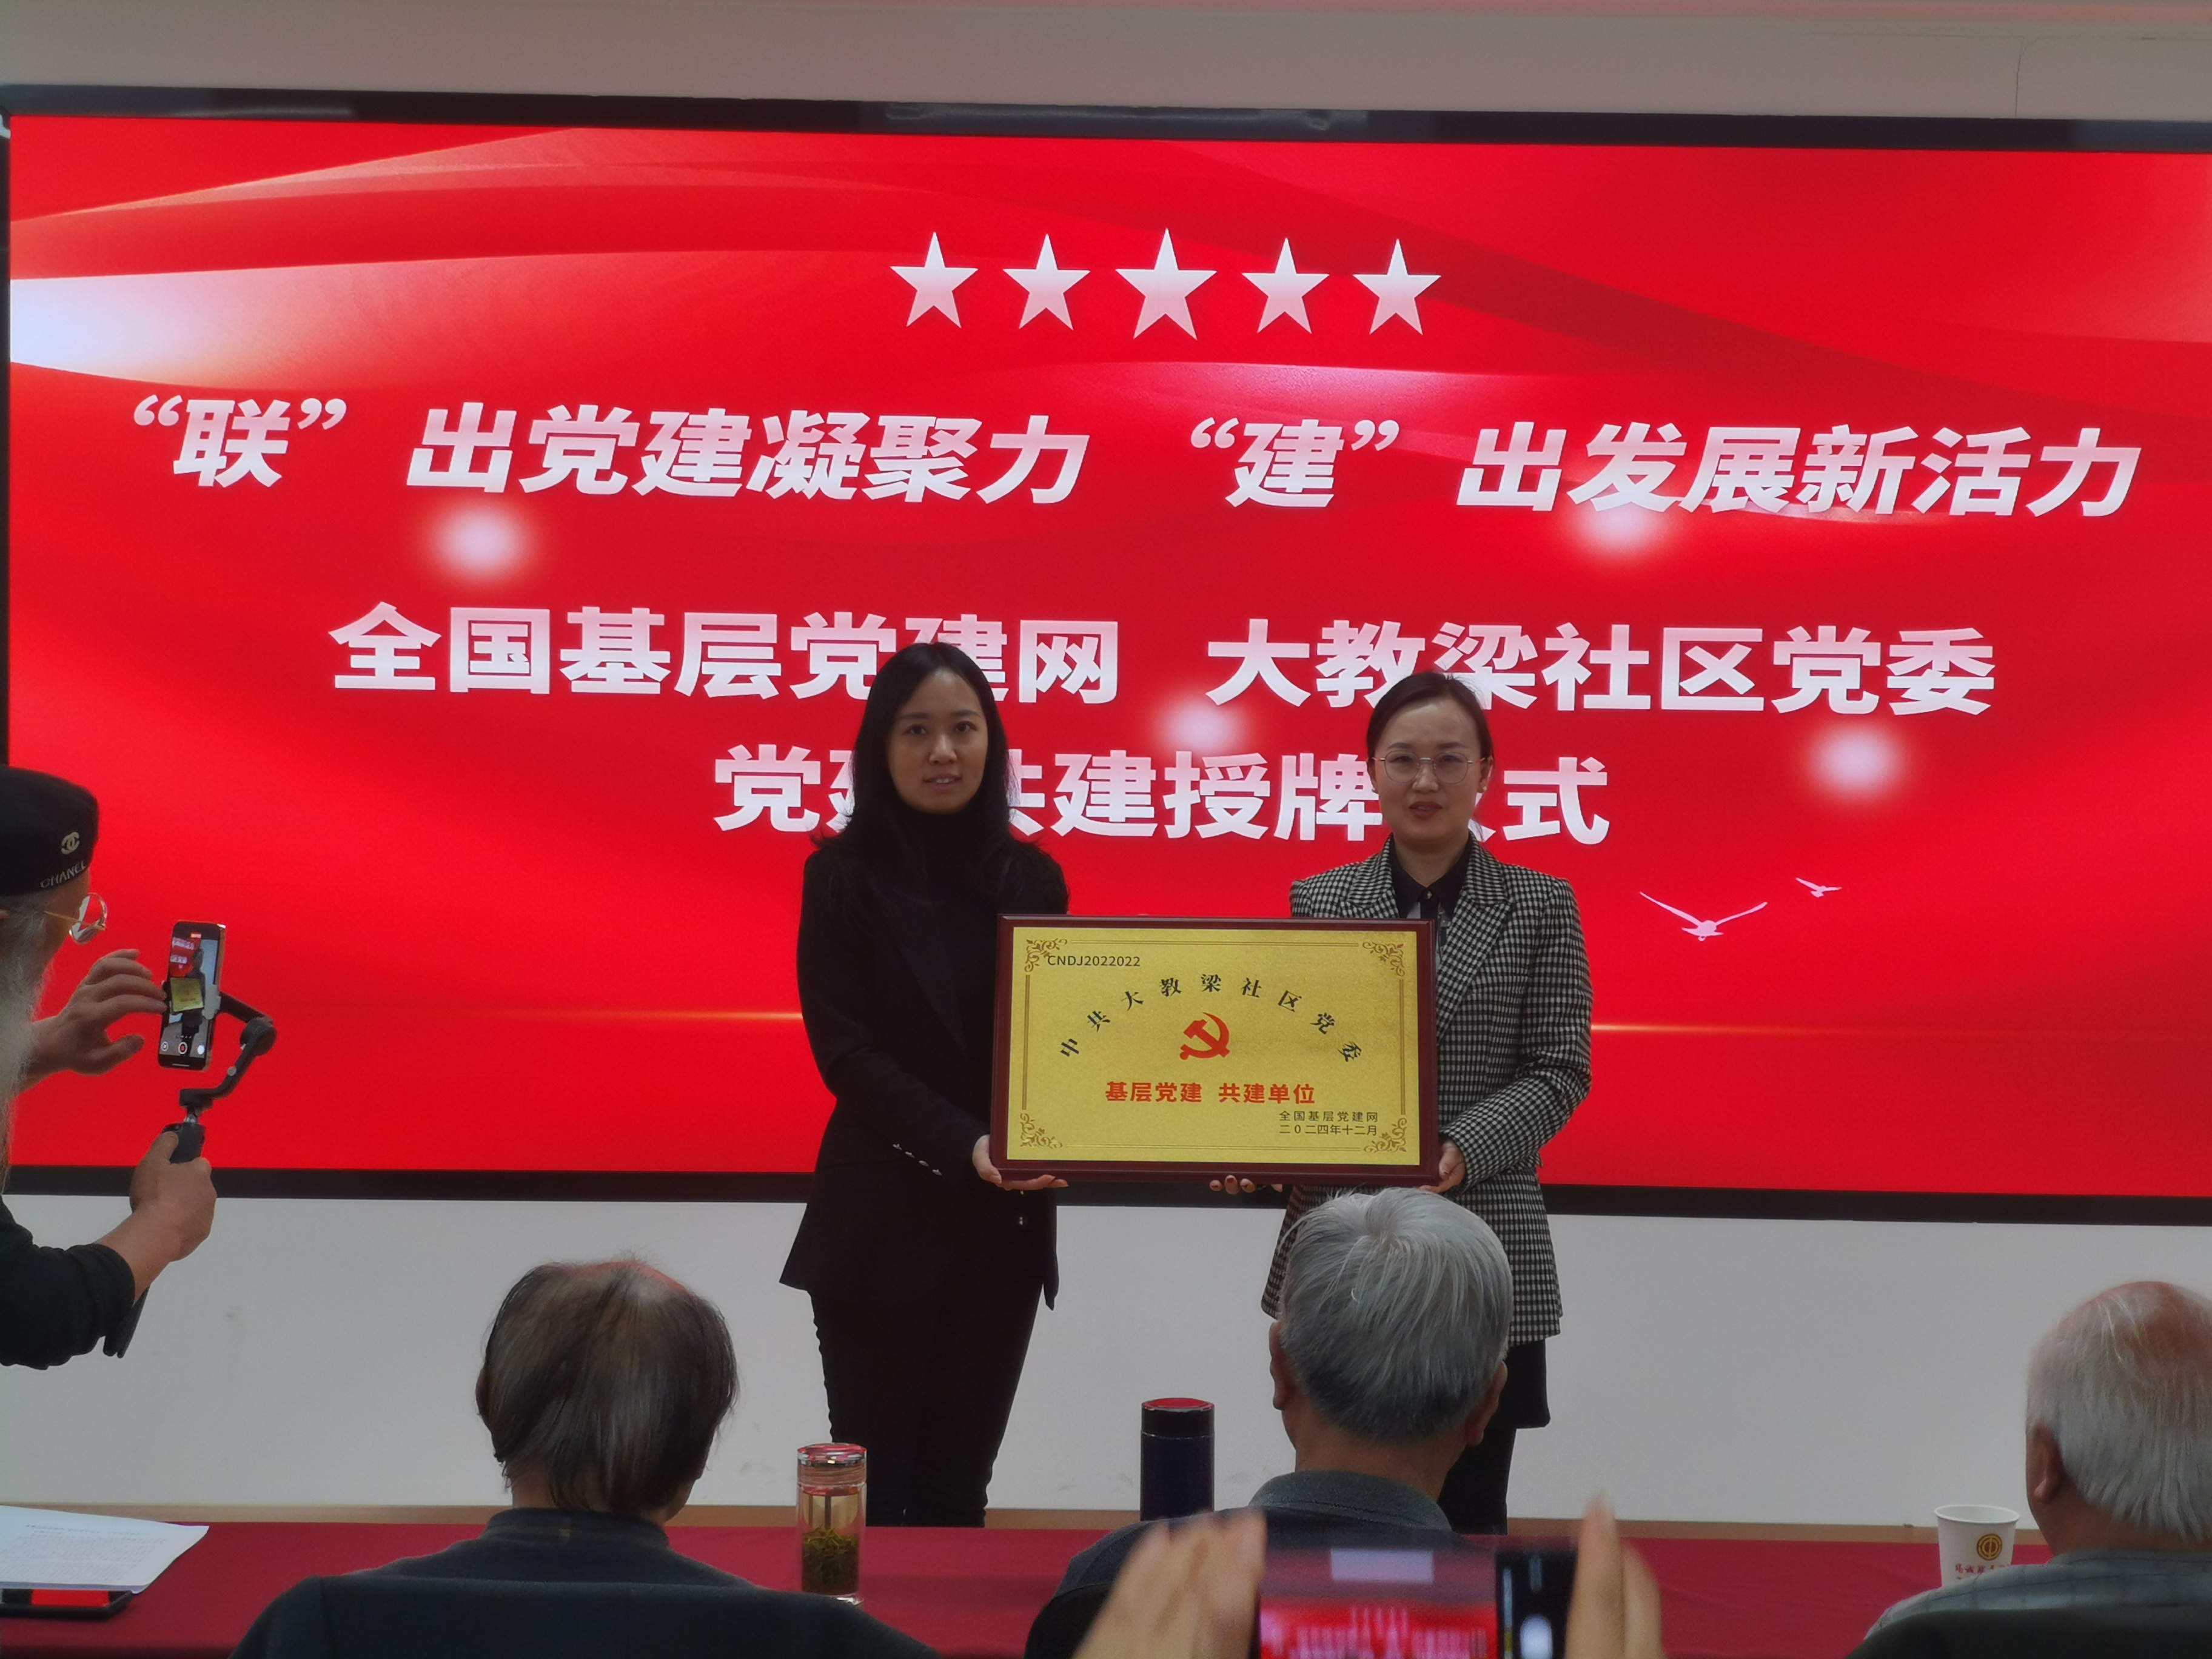 “联” 出党建凝聚力 “建” 出发展新活力
全国基层党建网 大教梁社区党委
党建共建授牌仪式
CHANEL
CNDJ2022022
中共大教梁社区党委
基层党建 共建单位
全国基层党建网
二0二四年十二月